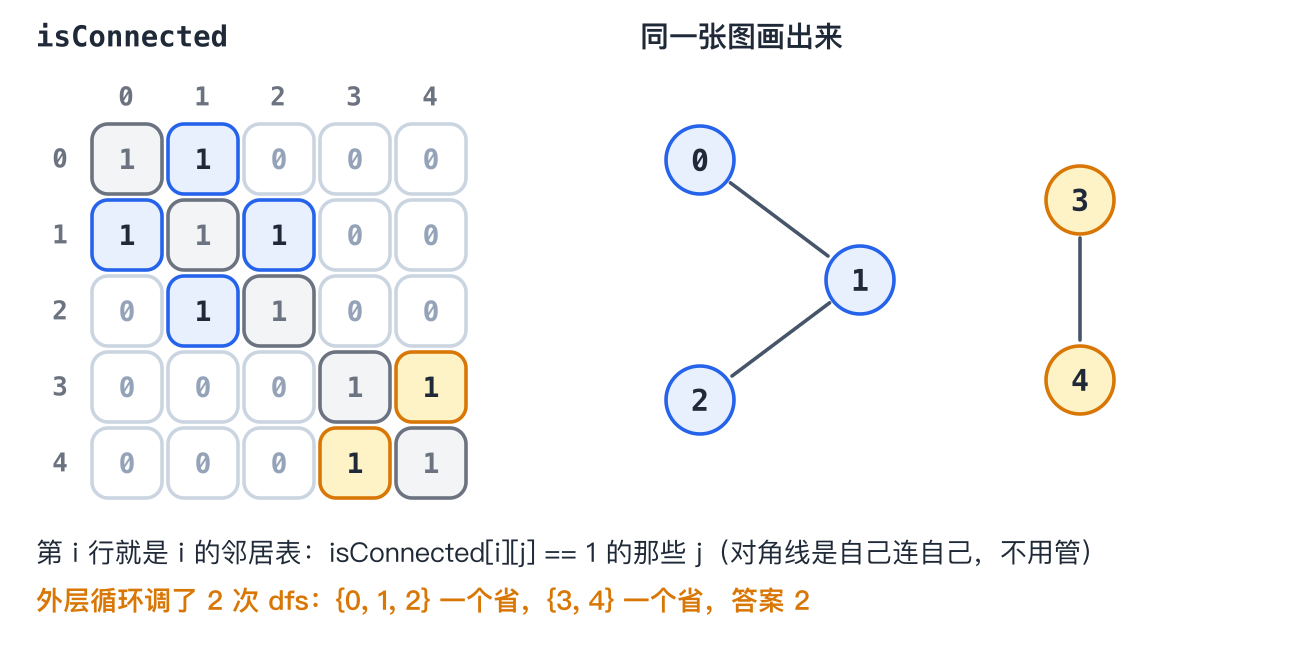 isConnected
同一张图画出来
0 1 2 3 4
0 1 1 0 0 0
1 1 1 1 0 0
2 0 1 1 0 0
3 0 0 0 1 1
4 0 0 0 1 1
0
3
1
4
2
第 i 行就是 i 的邻居表：isConnected[i][j] == 1 的那些 j（对角线是自己连自己，不用管）
外层循环调了 2 次 dfs：{0, 1, 2} 一个省，{3, 4} 一个省，答案 2